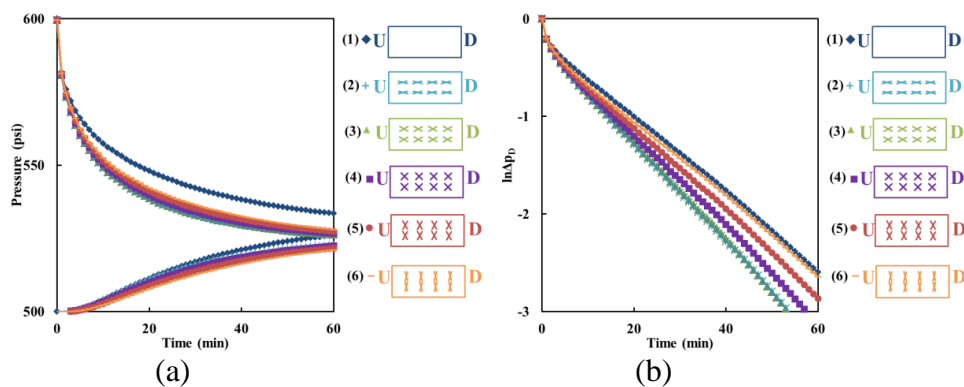 600
550
500
0
20
40
60
Pressure (psi)
Time (min)
(1) U D
(2) U D
(3) U D
(4) U D
(5) U D
(6) U D
(a)
0
-1
-2
-3
0
20
40
60
lnΔpD
Time (min)
(1) U D
(2) U D
(3) U D
(4) U D
(5) U D
(6) U D
(b)